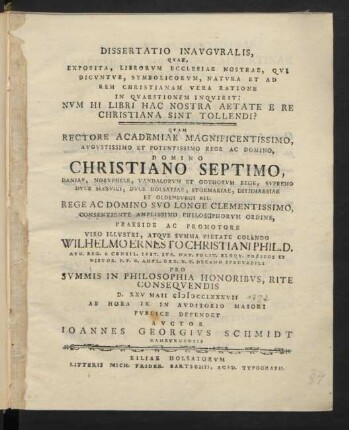 DISSERTATIO INAVGVRALIS,
QVAE,
EXPOSITA, LIBRORVM ECCLESIAE NOSTRAE, QVI
DICVNTVR, SYMBOLICORVM, NATVRA ET AD
REM CHRISTIANAM VERA RATIONE
IN QVAESTIONEM INQVIRIT:
NVM HI LIBRI HAC NOSTRA AETATE E RE
CHRISTIANA SINT TOLLENDI?
QVAM
RECTORE ACADEMIAE MAGNIFICENTISSIMO,
AVGVSTISSIMO ET POTENTISSIMO REGE AC DOMINO,
DOMINO
CHRISTIANO SEPTIMO,
DANIAE, NORVEGIAE, VANDALORVM ET GOTHORVM REGE, SVPREMO
DVCE SLESVICI, DVCE HOLSATIAE, STORMARIAE, DITHMARSIAE
ET OLDENBVRGI REL.
REGE AC DOMINO SVO LONGE CLEMENTISSIMO,
CONSENTIENTE AMPLISSIMO PHILOSOPHORVM ORDINE,
PRAESIDE AC PROMOTORE
VIRO ILLVSTRI, ATQVE SVMMA PIETATE COLENDO
WILHELMO ERNESTO CHRISTIANI PHIL.D.
PRO
SVMMIS IN PHILOSOPHIA HONORIBVS, RITE
CONSEQVENDIS
D. XXV MAII CIↃIↃCCLXXXVII
AB HORA IX IN AVDITORIO MAIORI
PVBLICE DEFENDET
AVCTOR
IOANNES GEORGIVS SCHMIDT
HAMBVRGENSIS
KILIAE HOLSATORVM
LITTERIS MICH. FRIDER. BARTSCHII, ACAD. TYPOGRAPH.